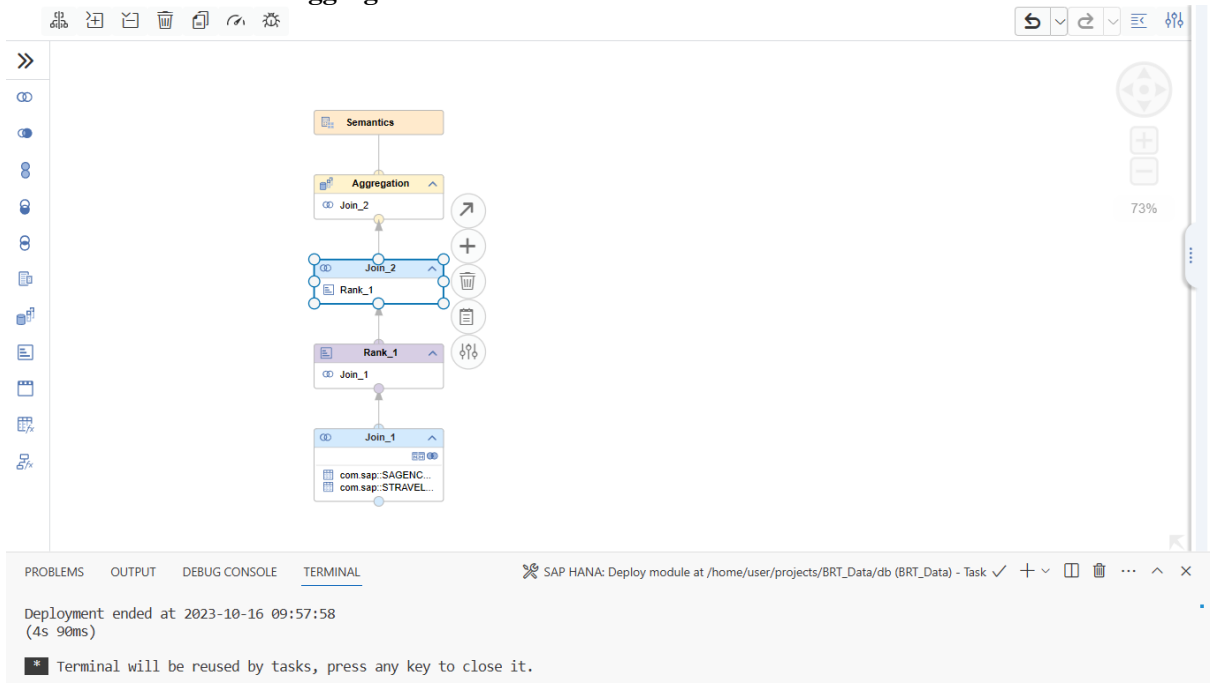 73%
Semantics
Aggregation
Join_2
Join_2
Rank_1
Rank_1
Join_1
Join_1
com.sap::SAGENC...
com.sap::STRAVEL...
PROBLEMS OUTPUT DEBUG CONSOLE TERMINAL SAP HANA: Deploy module at /home/user/projects/BRT_Data/db (BRT_Data) - Task
Deployment ended at 2023-10-16 09:57:58
(4s 90ms)
* Terminal will be reused by tasks, press any key to close it.